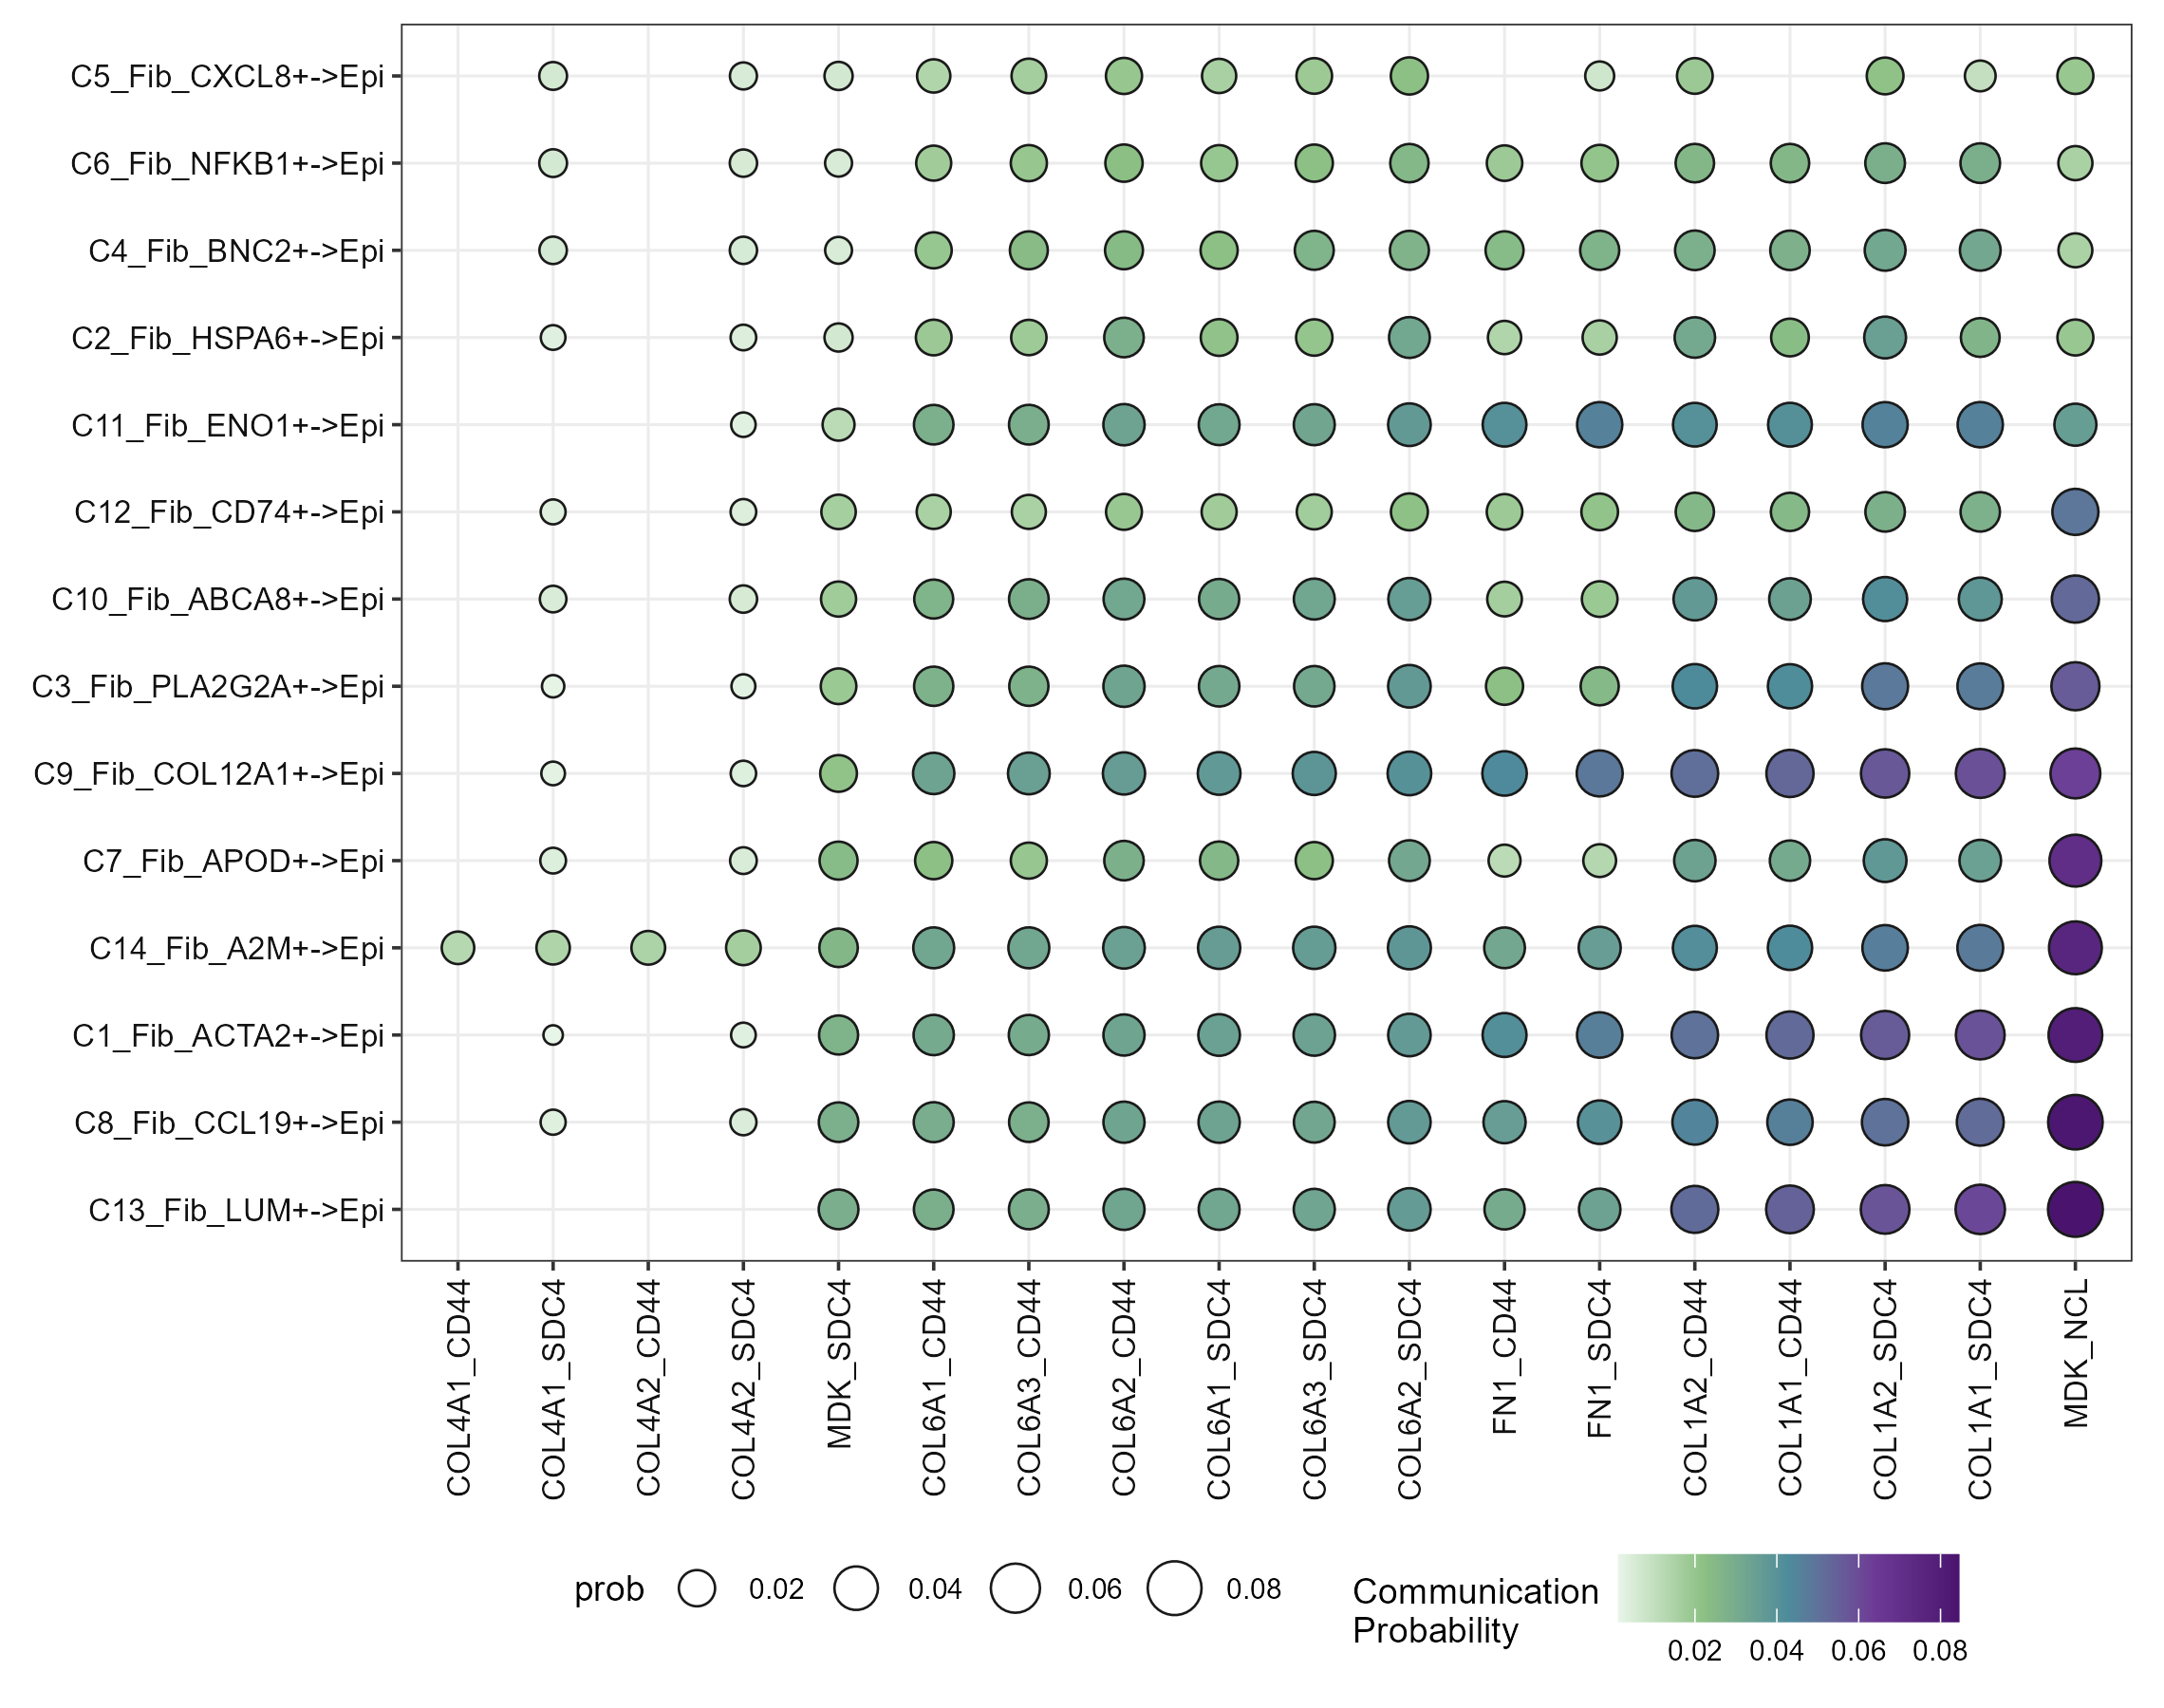 C5_Fib_CXCL8+->Epi
C6_Fib_NFKB1+->Epi
C4_Fib_BNC2+->Epi
C2_Fib_HSPA6+->Epi
C11_Fib_ENO1+->Epi
C12_Fib_CD74+->Epi
C10_Fib_ABCA8+->Epi
C3_Fib_PLA2G2A+->Epi
C9_Fib_COL12A1+->Epi
C7_Fib_APOD+->Epi
C14_Fib_A2M+->Epi
C1_Fib_ACTA2+->Epi
C8_Fib_CCL19+->Epi
C13_Fib_LUM+->Epi
COL4A1_CD44
COL4A1_SDC4
COL4A2_CD44
COL4A2_SDC4
MDK_SDC4
COL6A1_CD44
COL6A3_CD44
COL6A2_CD44
COL6A1_SDC4
COL6A3_SDC4
COL6A2_SDC4
FN1_CD44
FN1_SDC4
COL1A2_CD44
COL1A1_CD44
COL1A2_SDC4
COL1A1_SDC4
MDK_NCL
prob 0.02 0.04 0.06 0.08
Communication
Probability
0.02 0.04 0.06 0.08